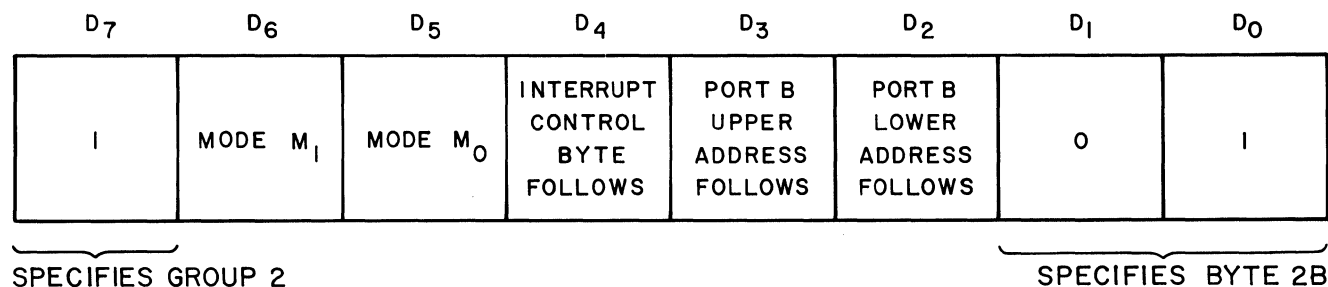 D7 D6 D5 D4 D3 D2 D1 D0
1 MODE M1 MODE M0 INTERRUPT CONTROL BYTE FOLLOWS PORT B UPPER ADDRESS FOLLOWS PORT B LOWER ADDRESS FOLLOWS 0 1
SPECIFIES GROUP 2 SPECIFIES BYTE 2B